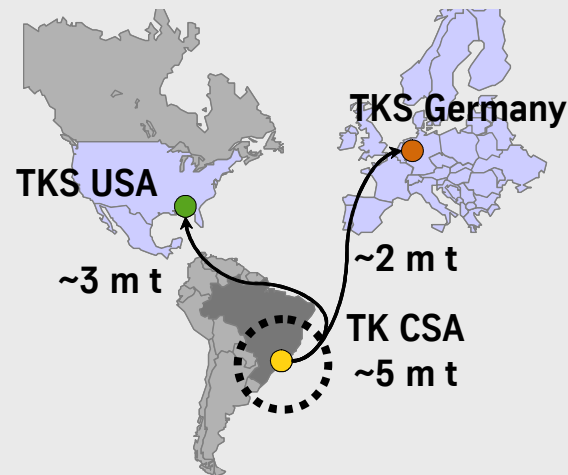 TKS Germany
TKS USA
~3 m t
~2 m t
TK CSA
~5 m t